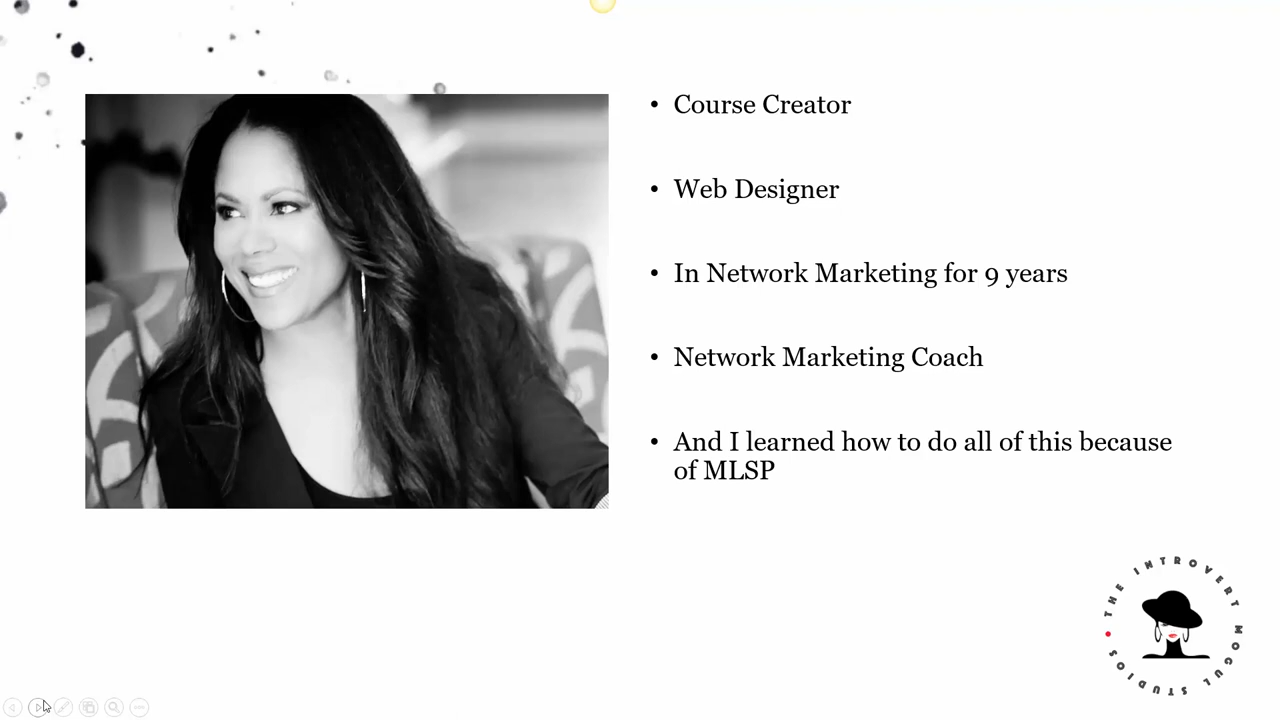 • Course Creator
• Web Designer
• In Network Marketing for 9 years
• Network Marketing Coach
• And I learned how to do all of this because
of MLSP
THE INTROVERT MOGUL STUDIOS